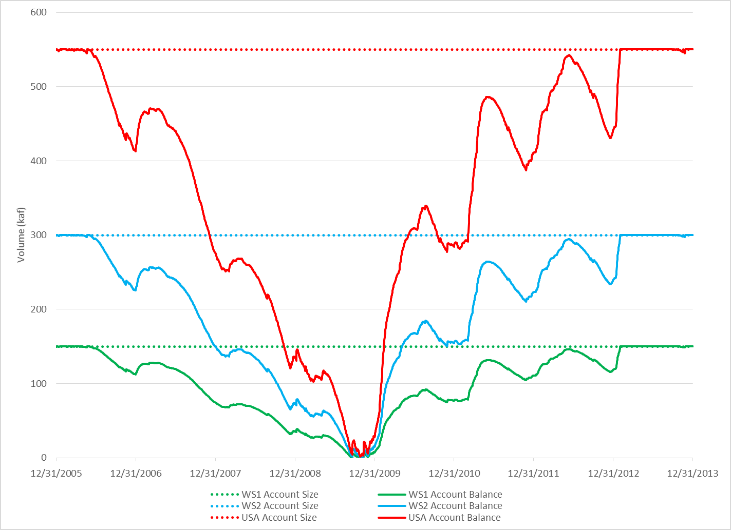 600
500
400
300
200
100
0
Volume (kaf)
12/31/2005 12/31/2006 12/31/2007 12/31/2008 12/31/2009 12/31/2010 12/31/2011 12/31/2012 12/31/2013
WS1 Account Size WS1 Account Balance
WS2 Account Size WS2 Account Balance
USA Account Size USA Account Balance